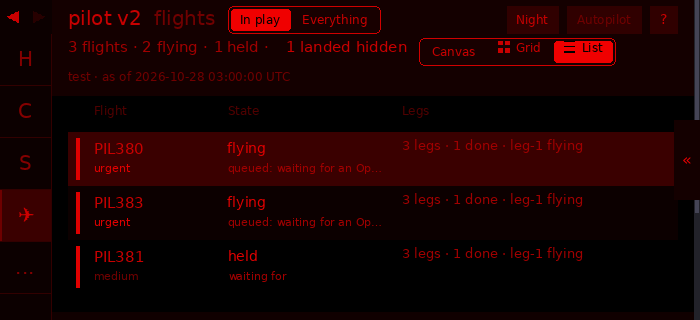 ◀ ▶ pilot v2 flights In play Everything Night Autopilot ?
3 flights · 2 flying · 1 held · 1 landed hidden Canvas Grid List
test · as of 2026-10-28 03:00:00 UTC
H
C
S
✈
...
«
Flight State Legs
PIL380 flying 3 legs · 1 done · leg-1 flying
urgent queued: waiting for an Op...
PIL383 flying 3 legs · 1 done · leg-1 flying
urgent queued: waiting for an Op...
PIL381 held 3 legs · 1 done · leg-1 flying
medium waiting for